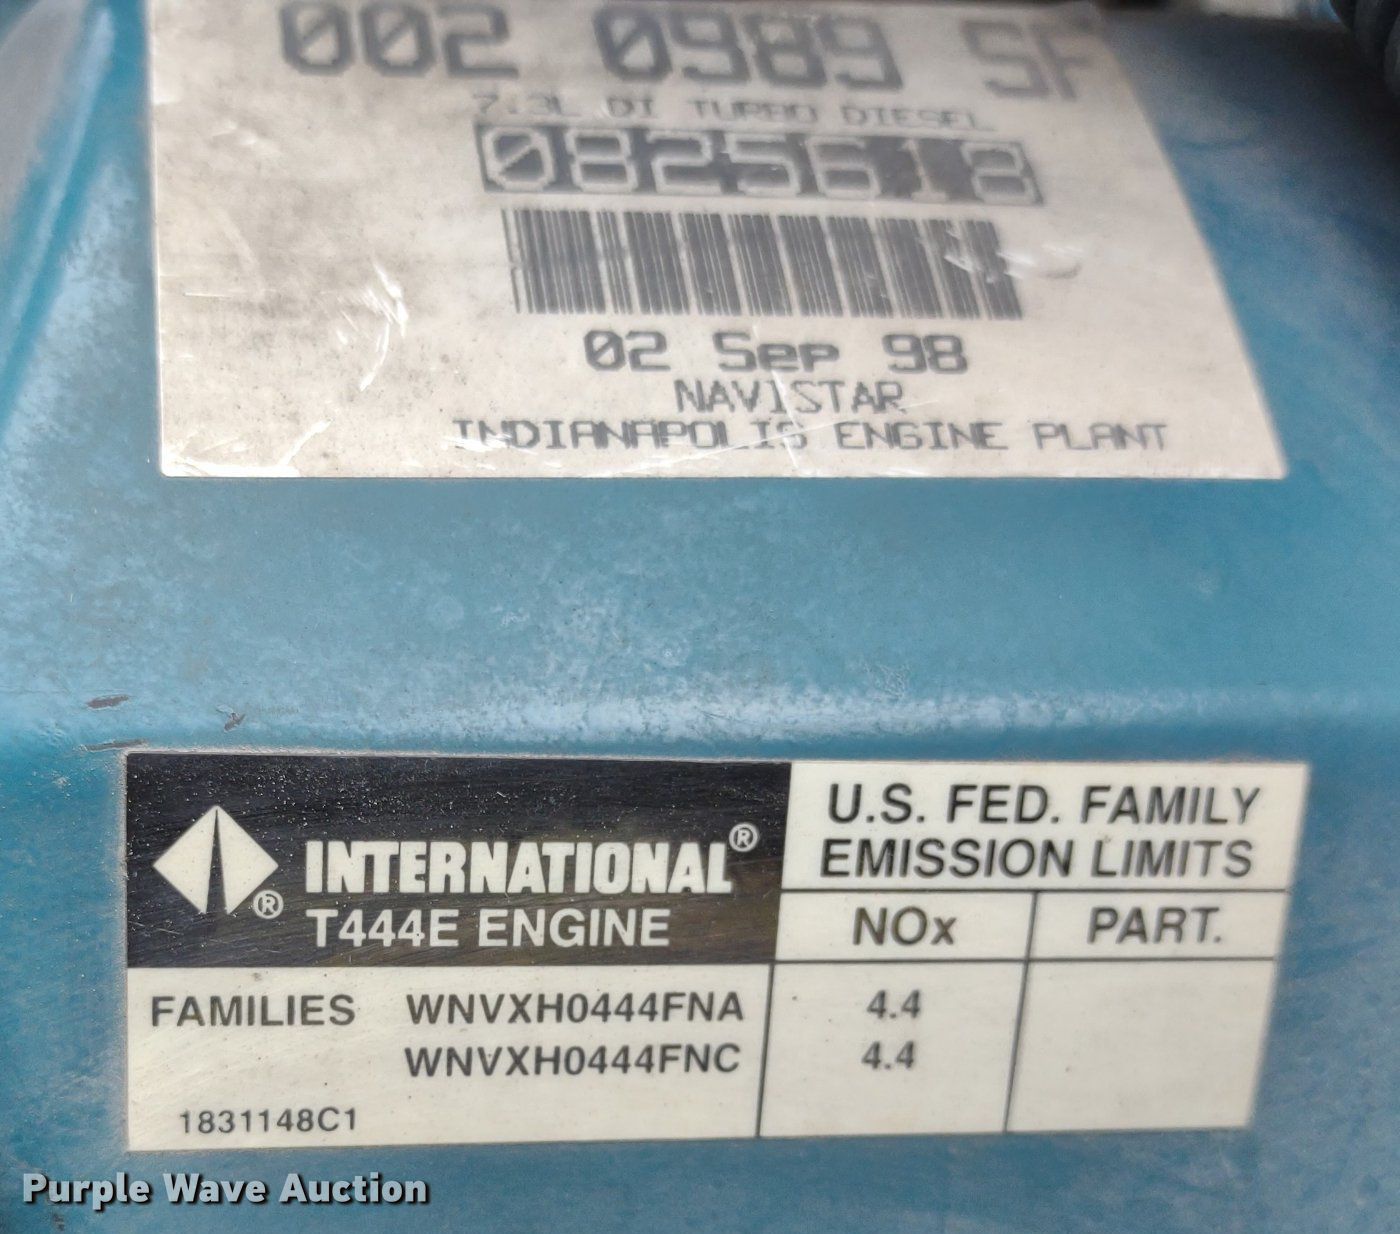 002 0989 SF
7.3L DI TURBO DIESEL
0825618
02 Sep 98
NAVISTAR
INDIANAPOLIS ENGINE PLANT
INTERNATIONAL®
®
T444E ENGINE
U.S. FED. FAMILY
EMISSION LIMITS
NOx PART.
FAMILIES WNVXH0444FNA 4.4
WNVXH0444FNC 4.4
1831148C1
Purple Wave Auction